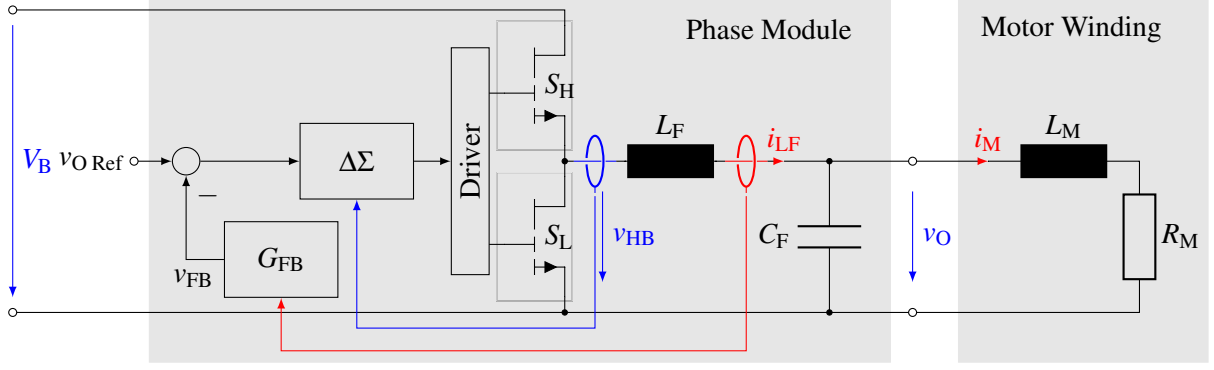 Phase Module
Motor Winding
S_H
L_F
i_LF
i_M
L_M
V_B
v_O Ref
ΔΣ
Driver
−
S_L
v_HB
C_F
v_O
R_M
v_FB
G_FB